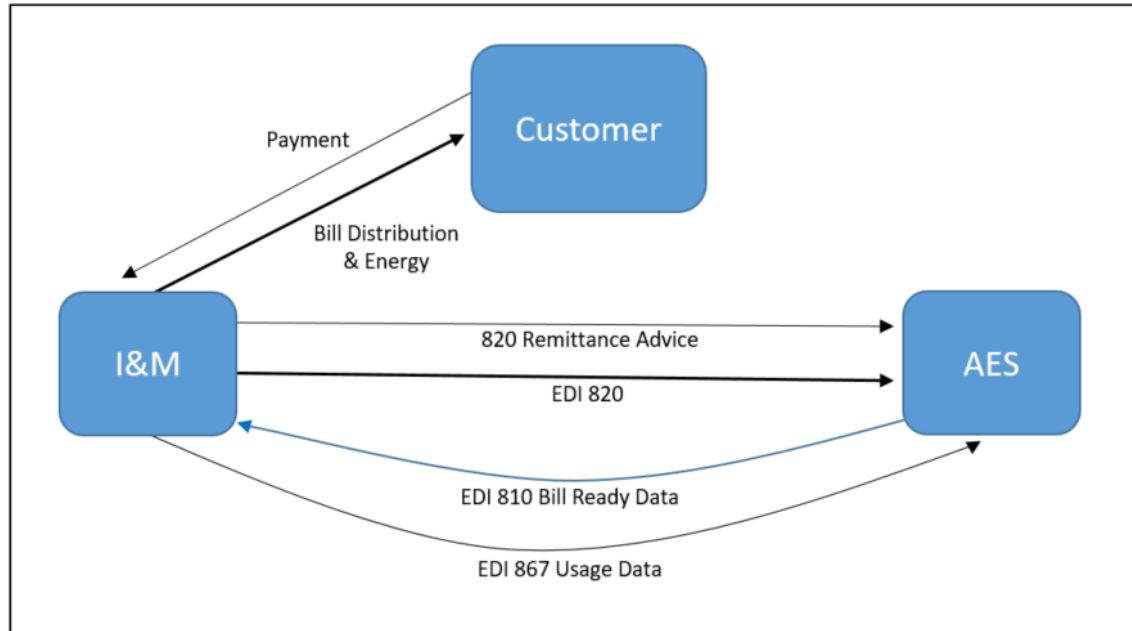 Customer
Payment
Bill Distribution
& Energy
I&M
820 Remittance Advice
AES
EDI 820
EDI 810 Bill Ready Data
EDI 867 Usage Data